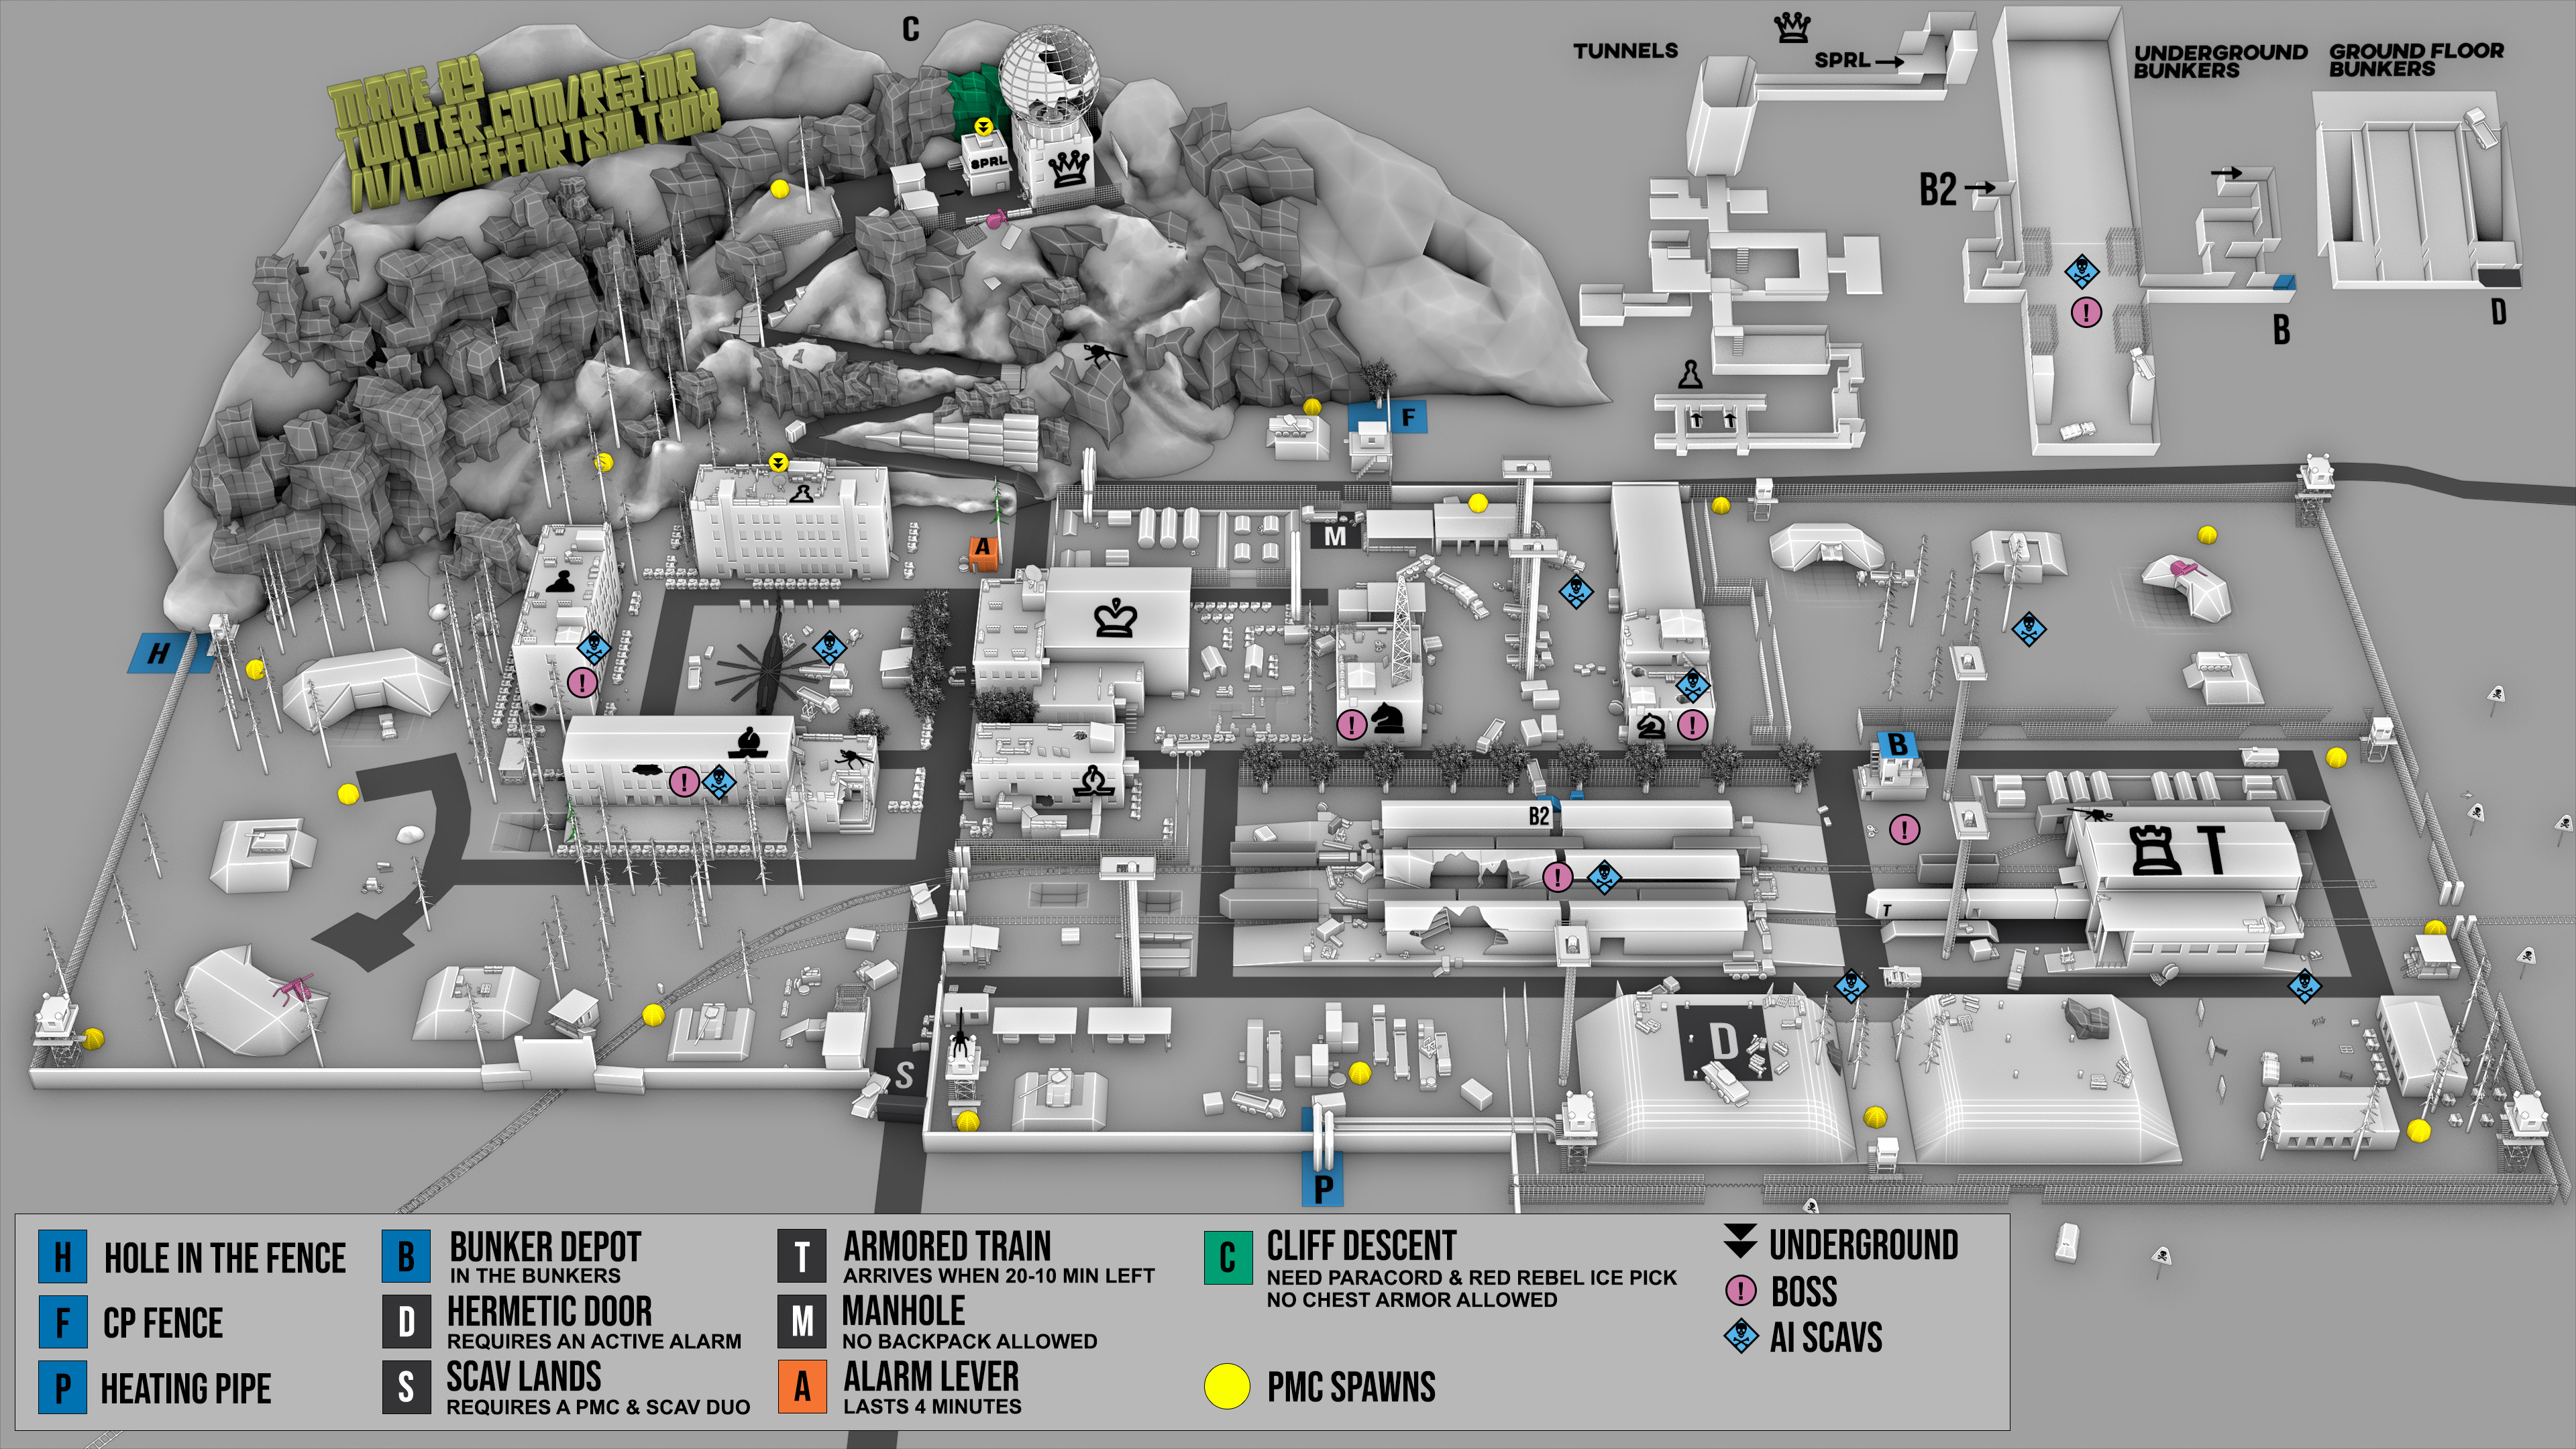 MADE BY
TWITTER.COM/RE3MR
/U/LOWEFFORTSALTBOX
C
SPRL
TUNNELS
SPRL
UNDERGROUND
BUNKERS
GROUND FLOOR
BUNKERS
B2
B
D
F
A
M
H
B
B2
T
T
D
S
P
H HOLE IN THE FENCE
F CP FENCE
P HEATING PIPE
B BUNKER DEPOT
IN THE BUNKERS
D HERMETIC DOOR
REQUIRES AN ACTIVE ALARM
S SCAV LANDS
REQUIRES A PMC & SCAV DUO
T ARMORED TRAIN
ARRIVES WHEN 20-10 MIN LEFT
M MANHOLE
NO BACKPACK ALLOWED
A ALARM LEVER
LASTS 4 MINUTES
C CLIFF DESCENT
NEED PARACORD & RED REBEL ICE PICK
NO CHEST ARMOR ALLOWED
PMC SPAWNS
UNDERGROUND
! BOSS
AI SCAVS